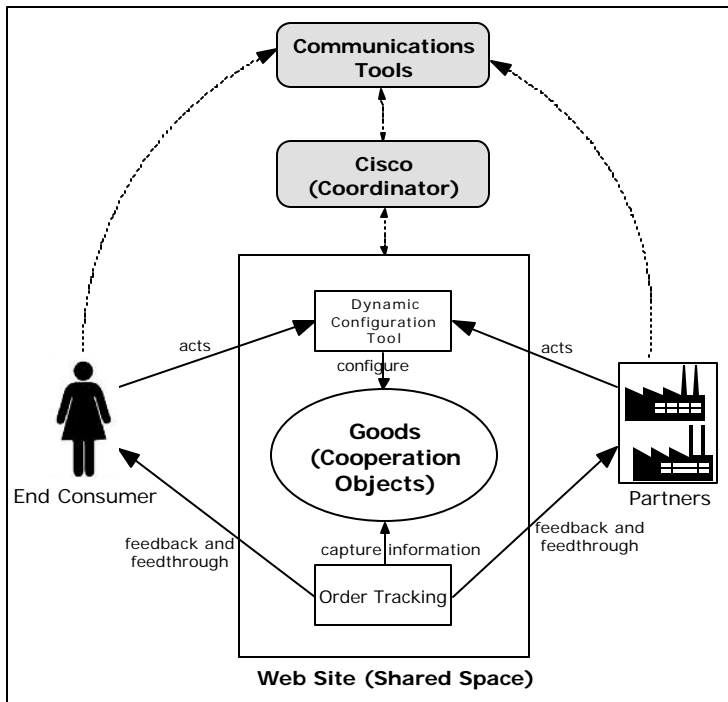 Communications
Tools
Cisco
(Coordinator)
Dynamic
Configuration
Tool
acts
acts
configure
Goods
(Cooperation
Objects)
End Consumer
Partners
feedback and
feedthrough
capture information
feedback and
feedthrough
Order Tracking
Web Site (Shared Space)